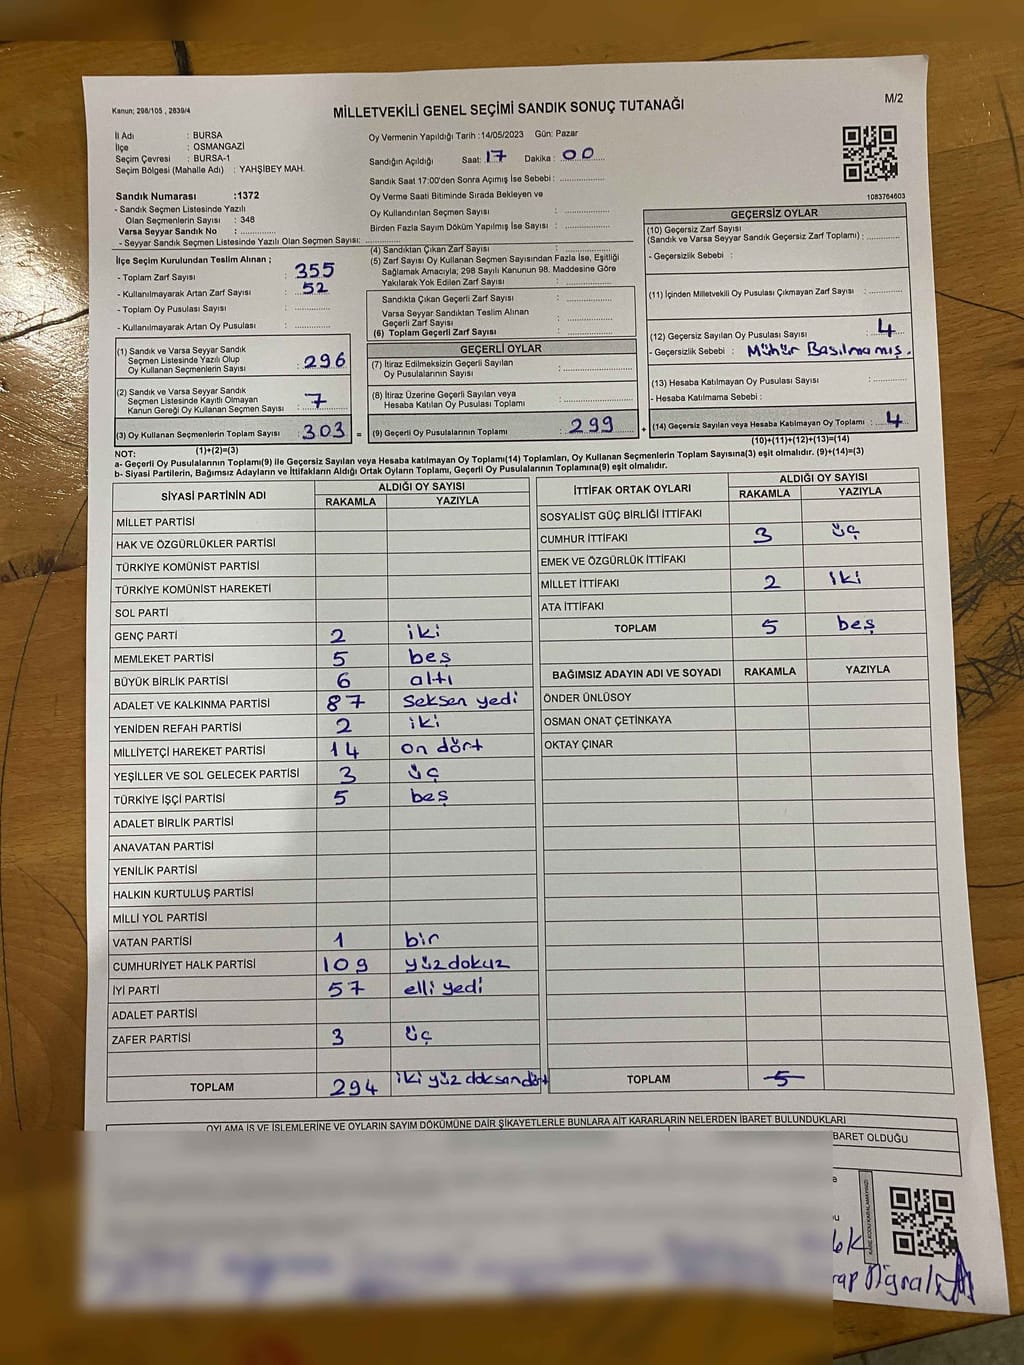 Kanun; 298/105 , 2839/4
MİLLETVEKİLİ GENEL SEÇİMİ SANDIK SONUÇ TUTANAĞI
M/2
İl Adı : BURSA
İlçe : OSMANGAZİ
Seçim Çevresi : BURSA-1
Seçim Bölgesi (Mahalle Adı) : YAHŞİBEY MAH.
Oy Vermenin Yapıldığı Tarih :14/05/2023 Gün: Pazar
Sandığın Açıldığı Saat: 17 Dakika : 00
Sandık Saat 17:00'den Sonra Açımış İse Sebebi : ..............
Oy Verme Saati Bitiminde Sırada Bekleyen ve
Oy Kullandırılan Seçmen Sayısı : ..............
Birden Fazla Sayım Döküm Yapılmış İse Sayısı : ..............
1083764603
Sandık Numarası :1372
- Sandık Seçmen Listesinde Yazılı
Olan Seçmenlerin Sayısı : 348
Varsa Seyyar Sandık No : ..............
- Seyyar Sandık Seçmen Listesinde Yazılı Olan Seçmen Sayısı: ..............
İlçe Seçim Kurulundan Teslim Alınan ;
- Toplam Zarf Sayısı : 355
- Kullanılmayarak Artan Zarf Sayısı : 52
- Toplam Oy Pusulası Sayısı : ..............
- Kullanılmayarak Artan Oy Pusulası : ..............
(1) Sandık ve Varsa Seyyar Sandık
Seçmen Listesinde Yazılı Olup
Oy Kullanan Seçmenlerin Sayısı : 296
(2) Sandık ve Varsa Seyyar Sandık
Seçmen Listesinde Kayıtlı Olmayan
Kanun Gereği Oy Kullanan Seçmen Sayısı : 7
(3) Oy Kullanan Seçmenlerin Toplam Sayısı : 303 =
(1)+(2)=(3)
(4) Sandıktan Çıkan Zarf Sayısı : ..............
(5) Zarf Sayısı Oy Kullanan Seçmen Sayısından Fazla İse, Eşitliği
Sağlamak Amacıyla; 298 Sayılı Kanunun 98. Maddesine Göre
Yakılarak Yok Edilen Zarf Sayısı : ..............
Sandıkta Çıkan Geçerli Zarf Sayısı : ..............
Varsa Seyyar Sandıktan Teslim Alınan
Geçerli Zarf Sayısı : ..............
(6) Toplam Geçerli Zarf Sayısı : ..............
GEÇERLİ OYLAR
(7) İtiraz Edilmeksizin Geçerli Sayılan
Oy Pusulalarının Sayısı : ..............
(8) İtiraz Üzerine Geçerli Sayılan veya
Hesaba Katılan Oy Pusulası Toplamı : ..............
(9) Geçerli Oy Pusulalarının Toplamı : 299 +
GEÇERSİZ OYLAR
(10) Geçersiz Zarf Sayısı
(Sandık ve Varsa Seyyar Sandık Geçersiz Zarf Toplamı) : ..............
- Geçersizlik Sebebi :
(11) İçinden Milletvekili Oy Pusulası Çıkmayan Zarf Sayısı : ..............
(12) Geçersiz Sayılan Oy Pusulası Sayısı : 4
- Geçersizlik Sebebi : Mühür Basılmamış.
(13) Hesaba Katılmayan Oy Pusulası Sayısı : ..............
- Hesaba Katılmama Sebebi :
(14) Geçersiz Sayılan veya Hesaba Katılmayan Oy Toplamı : 4
(10)+(11)+(12)+(13)=(14)
NOT:
a- Geçerli Oy Pusulalarının Toplamı(9) ile Geçersiz Sayılan veya Hesaba katılmayan Oy Toplamı(14) Toplamları, Oy Kullanan Seçmenlerin Toplam Sayısına(3) eşit olmalıdır. (9)+(14)=(3)
b- Siyasi Partilerin, Bağımsız Adayların ve İttifakların Aldığı Ortak Oyların Toplamı, Geçerli Oy Pusulalarının Toplamına(9) eşit olmalıdır.
SİYASİ PARTİNİN ADI ALDIĞI OY SAYISI
RAKAMLA YAZIYLA
MİLLET PARTİSİ
HAK VE ÖZGÜRLÜKLER PARTİSİ
TÜRKİYE KOMÜNİST PARTİSİ
TÜRKİYE KOMÜNİST HAREKETİ
SOL PARTİ
GENÇ PARTİ 2 iki
MEMLEKET PARTİSİ 5 beş
BÜYÜK BİRLİK PARTİSİ 6 altı
ADALET VE KALKINMA PARTİSİ 87 seksen yedi
YENİDEN REFAH PARTİSİ 2 iki
MİLLİYETÇİ HAREKET PARTİSİ 14 on dört
YEŞİLLER VE SOL GELECEK PARTİSİ 3 üç
TÜRKİYE İŞÇİ PARTİSİ 5 beş
ADALET BİRLİK PARTİSİ
ANAVATAN PARTİSİ
YENİLİK PARTİSİ
HALKIN KURTULUŞ PARTİSİ
MİLLİ YOL PARTİSİ
VATAN PARTİSİ 1 bir
CUMHURİYET HALK PARTİSİ 109 yüzdokuz
İYİ PARTİ 57 elli yedi
ADALET PARTİSİ
ZAFER PARTİSİ 3 üç
TOPLAM 294 iki yüz doksandört
İTTİFAK ORTAK OYLARI ALDIĞI OY SAYISI
RAKAMLA YAZIYLA
SOSYALİST GÜÇ BİRLİĞİ İTTİFAKI
CUMHUR İTTİFAKI 3 üç
EMEK VE ÖZGÜRLÜK İTTİFAKI
MİLLET İTTİFAKI 2 iki
ATA İTTİFAKI
TOPLAM 5 beş
BAĞIMSIZ ADAYIN ADI VE SOYADI RAKAMLA YAZIYLA
ÖNDER ÜNLÜSOY
OSMAN ONAT ÇETİNKAYA
OKTAY ÇINAR
TOPLAM 5
OYLAMA İŞ VE İŞLEMLERİNE VE OYLARIN SAYIM DÖKÜMÜNE DAİR ŞİKAYETLERLE BUNLARA AİT KARARLARIN NELERDEN İBARET BULUNDUKLARI
BARET OLDUĞU